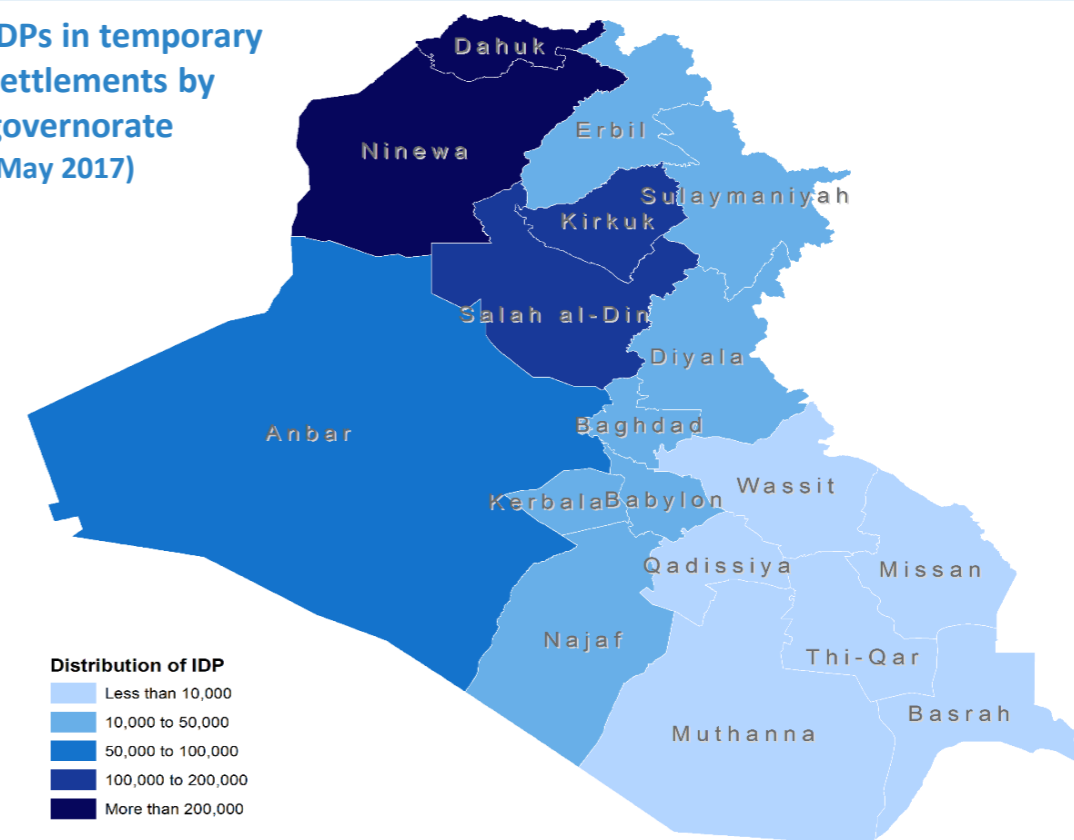 DPs in temporary
ettlements by
governorate
May 2017)
Dahuk
Ninewa
Erbil
Sulaymaniyah
Kirkuk
Salah al-Din
Diyala
Baghdad
Anbar
Wassit
Kerbala
Babylon
Qadissiya
Missan
Najaf
Thi-Qar
Basrah
Muthanna
Distribution of IDP
Less than 10,000
10,000 to 50,000
50,000 to 100,000
100,000 to 200,000
More than 200,000